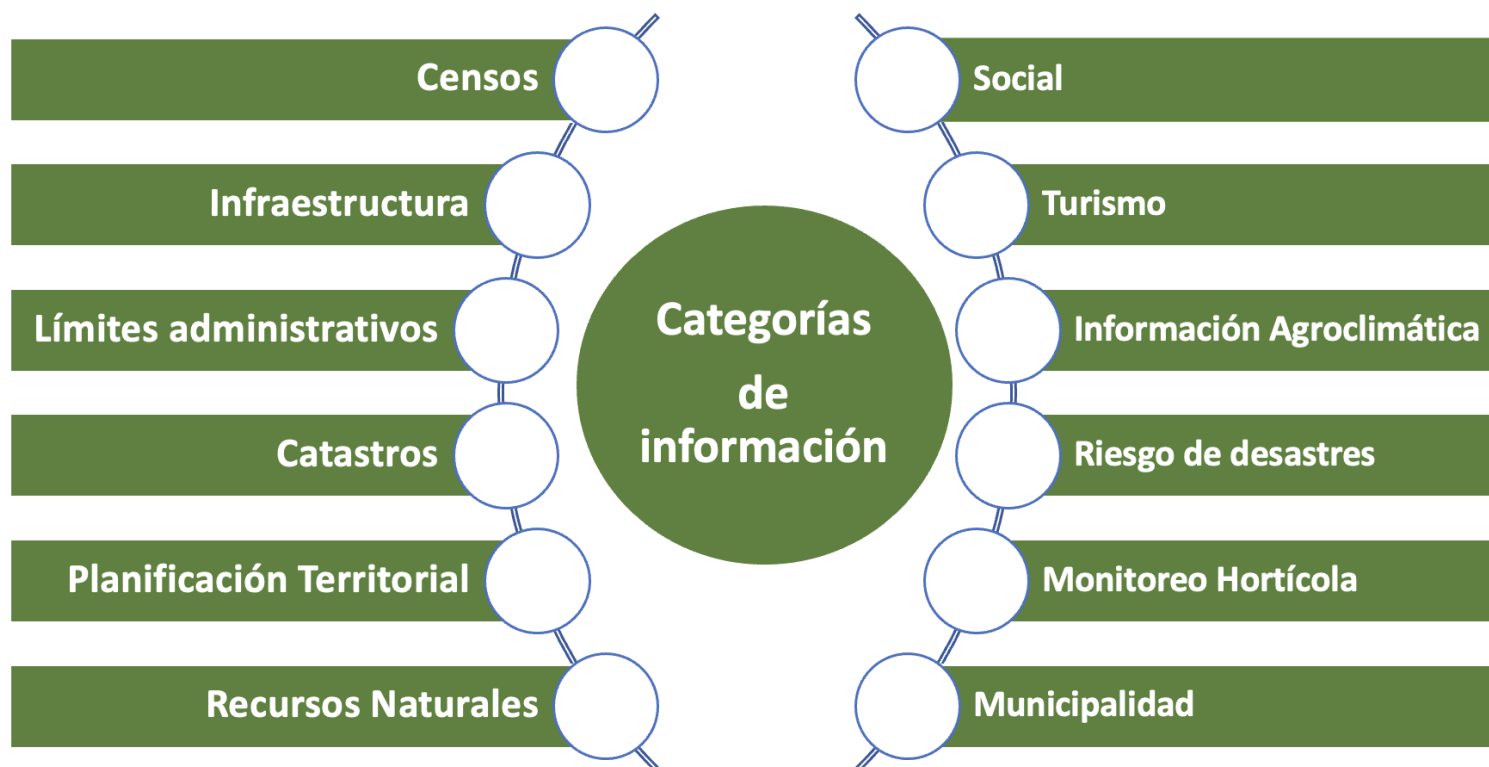 Censos
Infraestructura
Límites administrativos
Catastros
Planificación Territorial
Recursos Naturales
Categorías
de
información
Social
Turismo
Información Agroclimática
Riesgo de desastres
Monitoreo Hortícola
Municipalidad